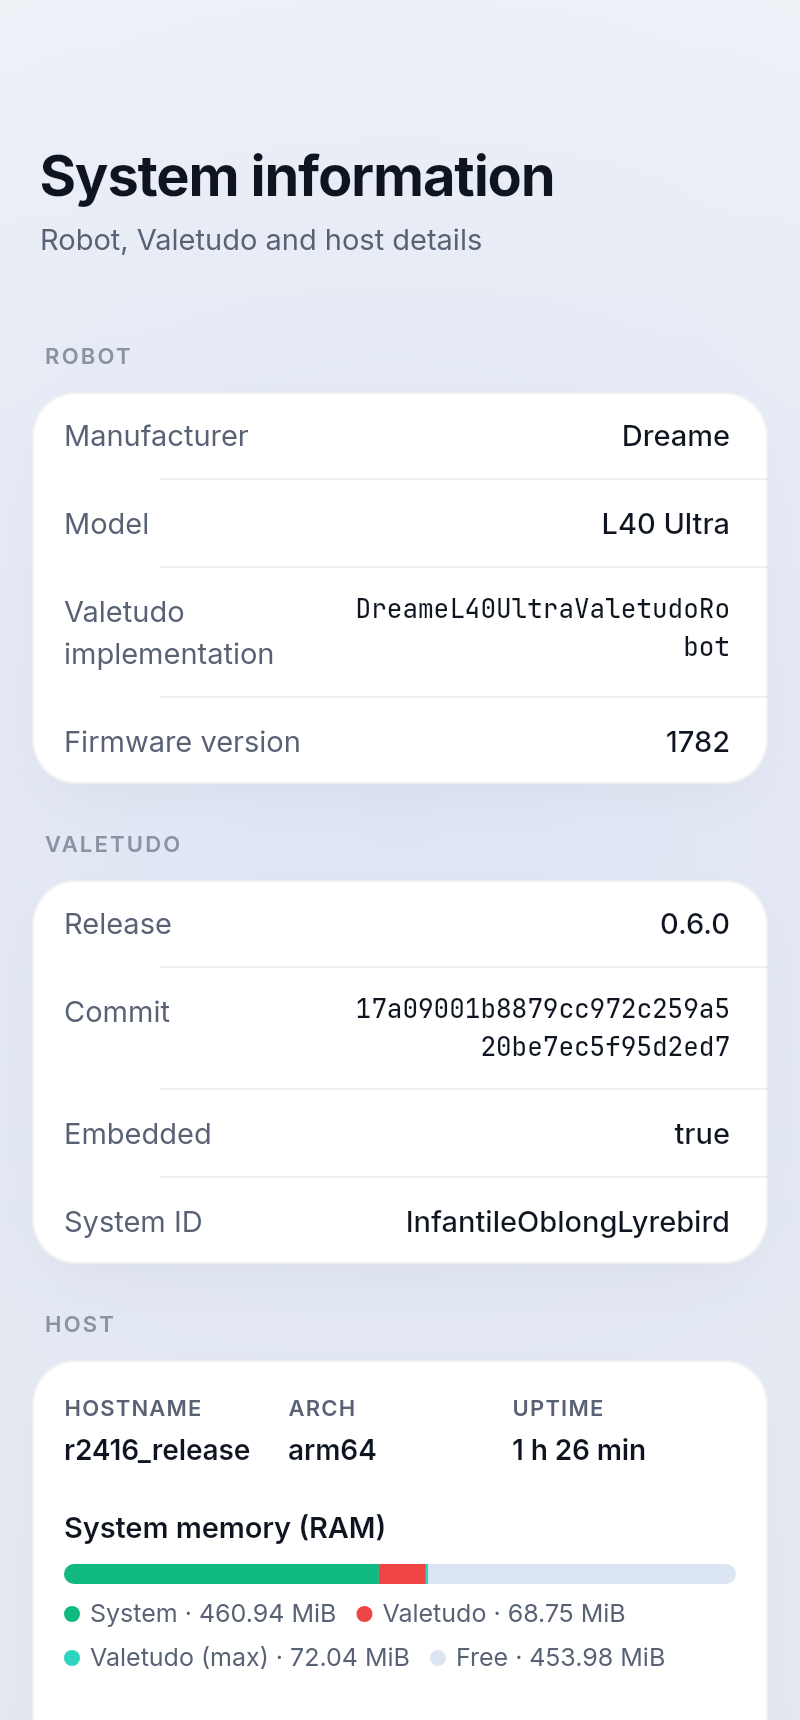 System information
Robot, Valetudo and host details
ROBOT
Manufacturer Dreame
Model L40 Ultra
Valetudo implementation DreameL40UltraValetudoRo
bot
Firmware version 1782
VALETUDO
Release 0.6.0
Commit 17a09001b8879cc972c259a5
20be7ec5f95d2ed7
Embedded true
System ID InfantileOblongLyrebird
HOST
HOSTNAME ARCH UPTIME
r2416_release arm64 1 h 26 min
System memory (RAM)
System · 460.94 MiB Valetudo · 68.75 MiB
Valetudo (max) · 72.04 MiB Free · 453.98 MiB